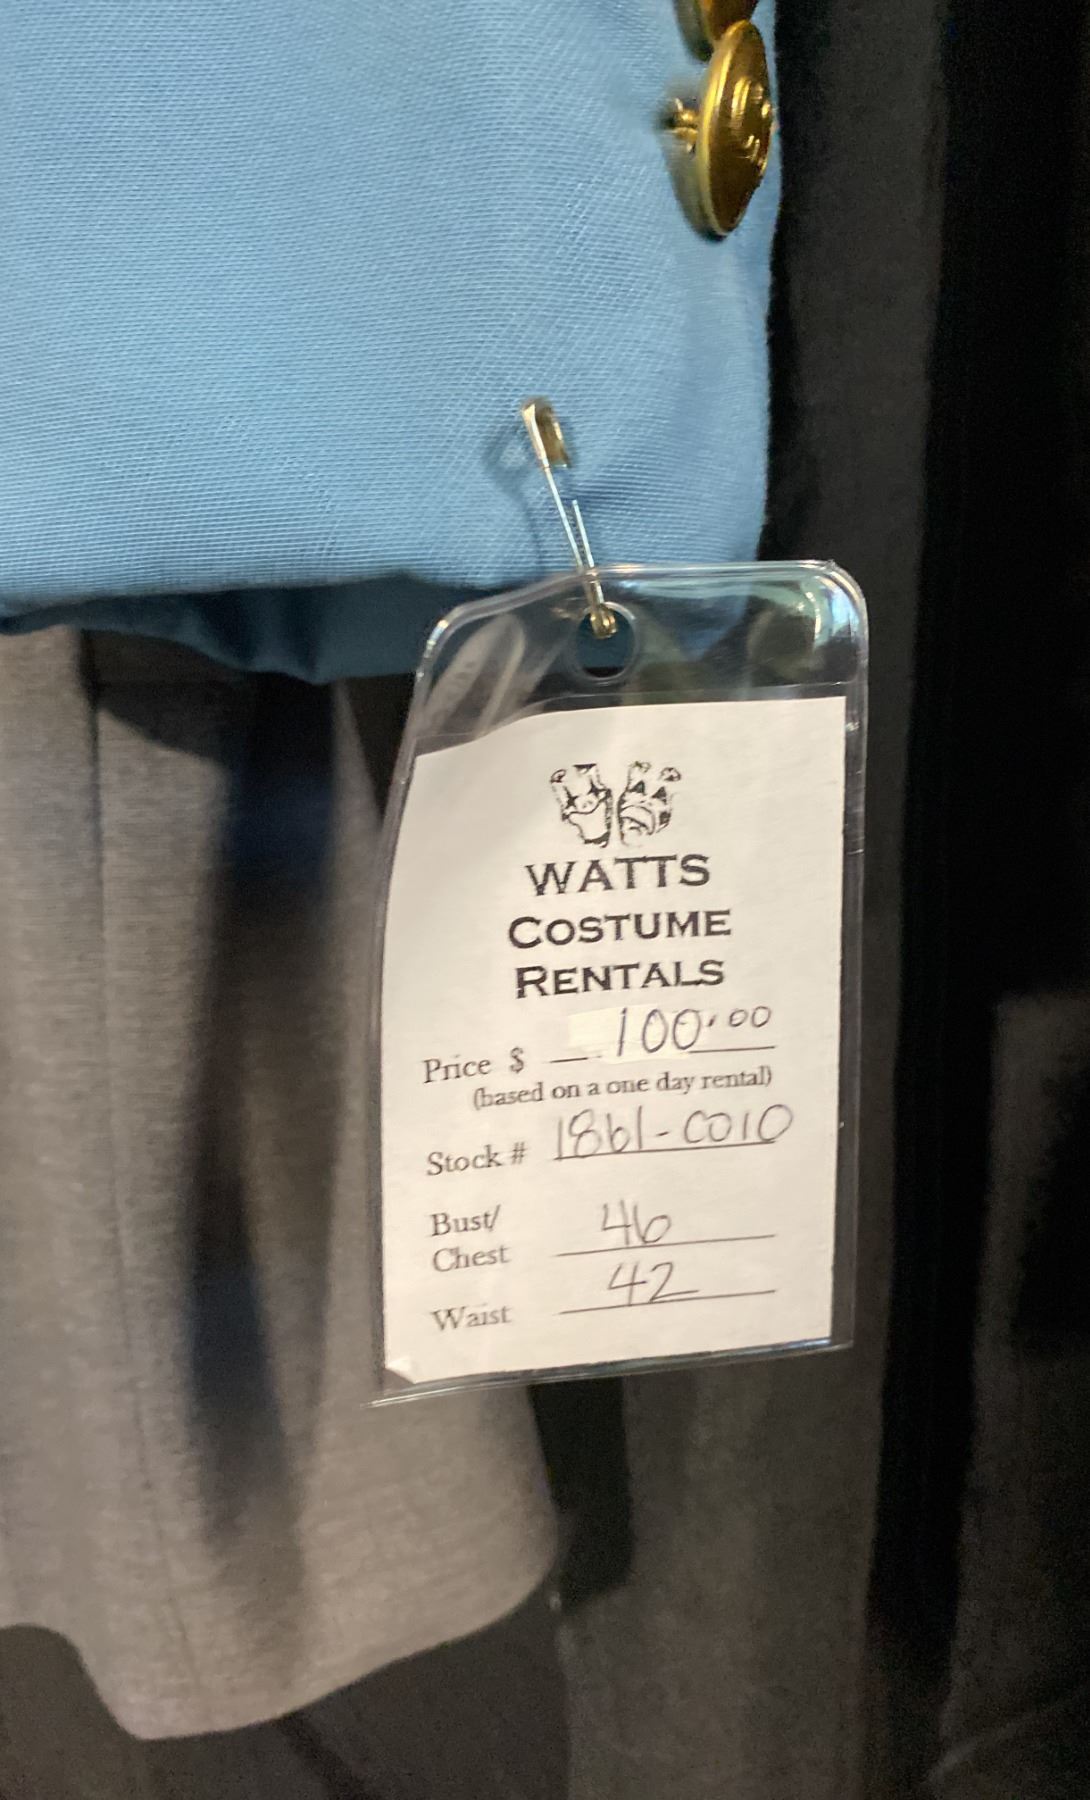 WATTS
COSTUME
RENTALS
Price $ 100.00
(based on a one day rental)
Stock # 1861-C010
Bust/
Chest 46
Waist 42